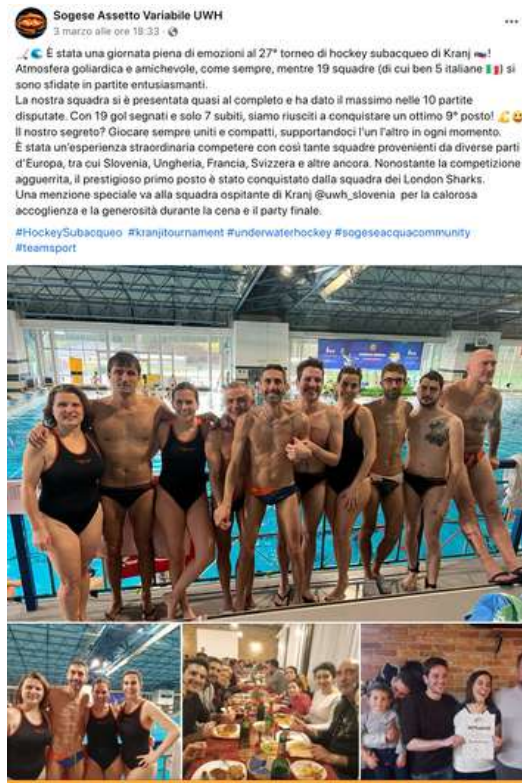 Sogese Assetto Variabile UWH
3 marzo alle ore 18:33 ·
🏑🌊 È stata una giornata piena di emozioni al 27° torneo di hockey subacqueo di Kranj 🇸🇮!
Atmosfera goliardica e amichevole, come sempre, mentre 19 squadre (di cui ben 5 italiane 🇮🇹) si
sono sfidate in partite entusiasmanti.
La nostra squadra si è presentata quasi al completo e ha dato il massimo nelle 10 partite
disputate. Con 19 gol segnati e solo 7 subiti, siamo riusciti a conquistare un ottimo 9° posto! 💪😃
Il nostro segreto? Giocare sempre uniti e compatti, supportandoci l'un l'altro in ogni momento.
È stata un'esperienza straordinaria competere con così tante squadre provenienti da diverse parti
d'Europa, tra cui Slovenia, Ungheria, Francia, Svizzera e altre ancora. Nonostante la competizione
agguerrita, il prestigioso primo posto è stato conquistato dalla squadra dei London Sharks.
Una menzione speciale va alla squadra ospitante di Kranj @uwh_slovenia per la calorosa
accoglienza e la generosità durante la cena e il party finale.
#HockeySubacqueo #kranjtournament #underwaterhockey #sogeseacquacommunity
#teamsport